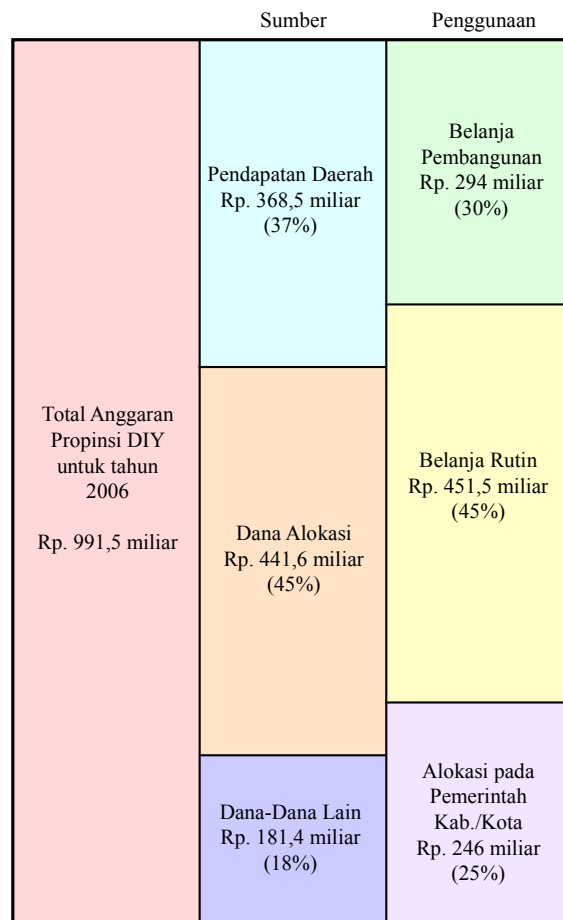 Sumber
Penggunaan
Total Anggaran
Propinsi DIY
untuk tahun
2006
Rp. 991,5 miliar
Pendapatan Daerah
Rp. 368,5 miliar
(37%)
Dana Alokasi
Rp. 441,6 miliar
(45%)
Dana-Dana Lain
Rp. 181,4 miliar
(18%)
Belanja
Pembangunan
Rp. 294 miliar
(30%)
Belanja Rutin
Rp. 451,5 miliar
(45%)
Alokasi pada
Pemerintah
Kab./Kota
Rp. 246 miliar
(25%)